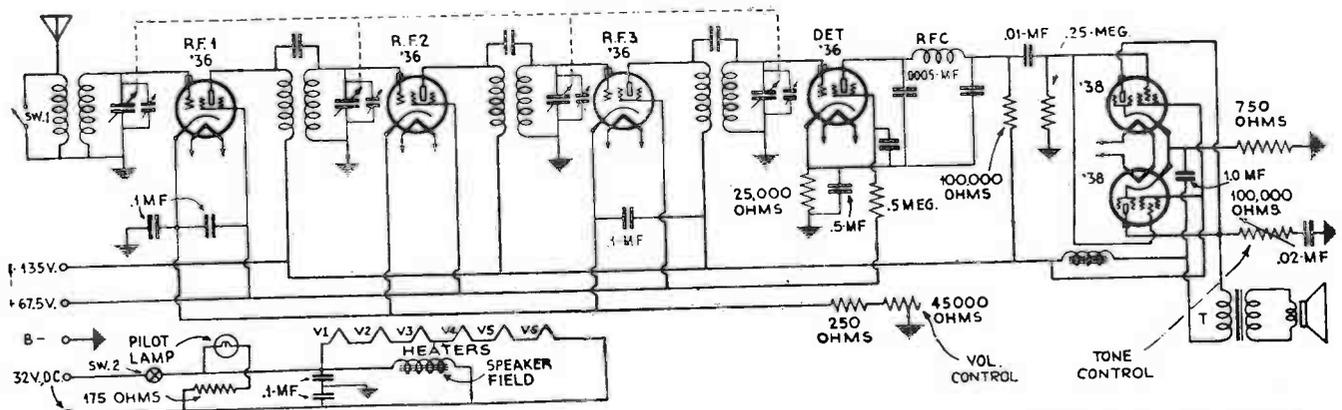 R.F.1
'36
R.F.2
'36
R.F.3
'36
DET
'36
RFC
.0005-MF
.01-MF
.25-MEG.
SW.1
'38
'38
750
OHMS
1.0 MF
100,000
OHMS
.02-MF
.1MF
.1-MF
25,000
OHMS
.5-MF
.5 MEG.
100,000
OHMS
+135V.
+67.5V.
B-
32V.DC
PILOT
LAMP
SW.2
175 OHMS
V1 V2 V3 V4 V5 V6
HEATERS
SPEAKER
FIELD
.1-MF
250
OHMS
45000
OHMS
VOL.
CONTROL
TONE
CONTROL
T